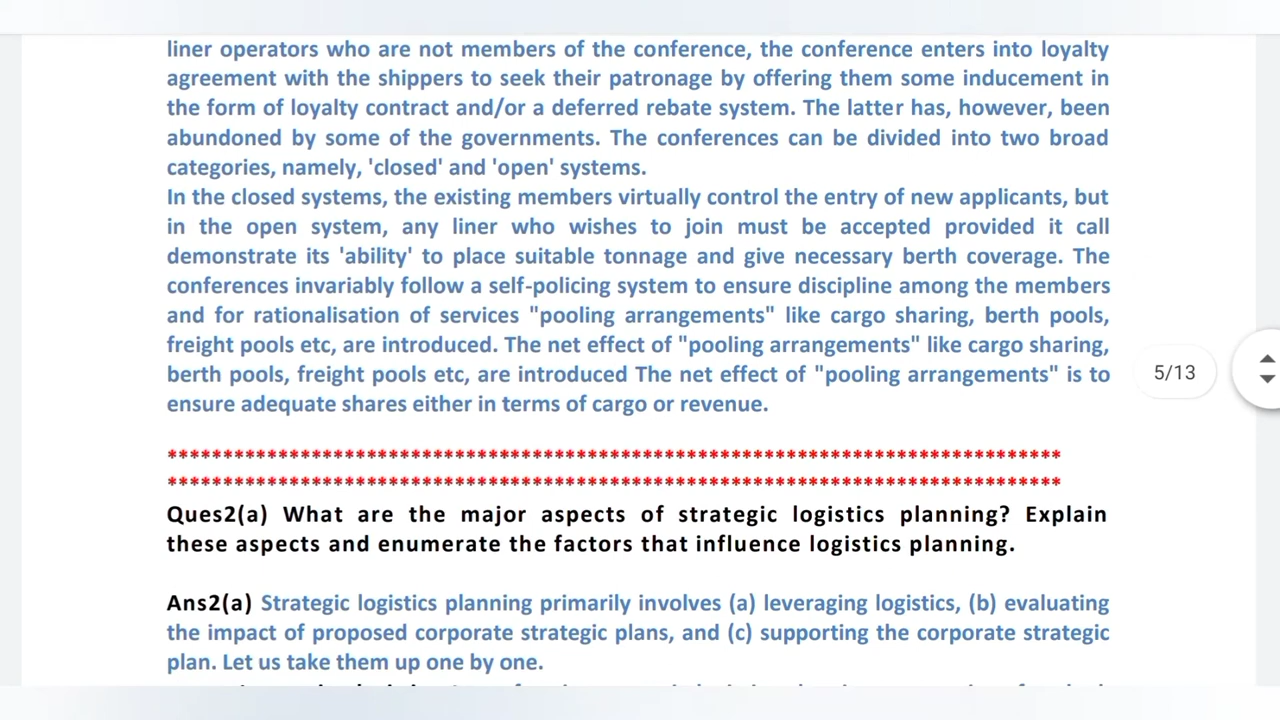 liner operators who are not members of the conference, the conference enters into loyalty
agreement with the shippers to seek their patronage by offering them some inducement in
the form of loyalty contract and/or a deferred rebate system. The latter has, however, been
abundoned by some of the governments. The conferences can be divided into two broad
categories, namely, 'closed' and 'open' systems.
In the closed systems, the existing members virtually control the entry of new applicants, but
in the open system, any liner who wishes to join must be accepted provided it call
demonstrate its 'ability' to place suitable tonnage and give necessary berth coverage. The
conferences invariably follow a self-policing system to ensure discipline among the members
and for rationalisation of services "pooling arrangements" like cargo sharing, berth pools,
freight pools etc, are introduced. The net effect of "pooling arrangements" like cargo sharing,
berth pools, freight pools etc, are introduced The net effect of "pooling arrangements" is to
ensure adequate shares either in terms of cargo or revenue.
5/13
********************************************************************************
********************************************************************************
Ques2(a) What are the major aspects of strategic logistics planning? Explain
these aspects and enumerate the factors that influence logistics planning.
Ans2(a) Strategic logistics planning primarily involves (a) leveraging logistics, (b) evaluating
the impact of proposed corporate strategic plans, and (c) supporting the corporate strategic
plan. Let us take them up one by one.